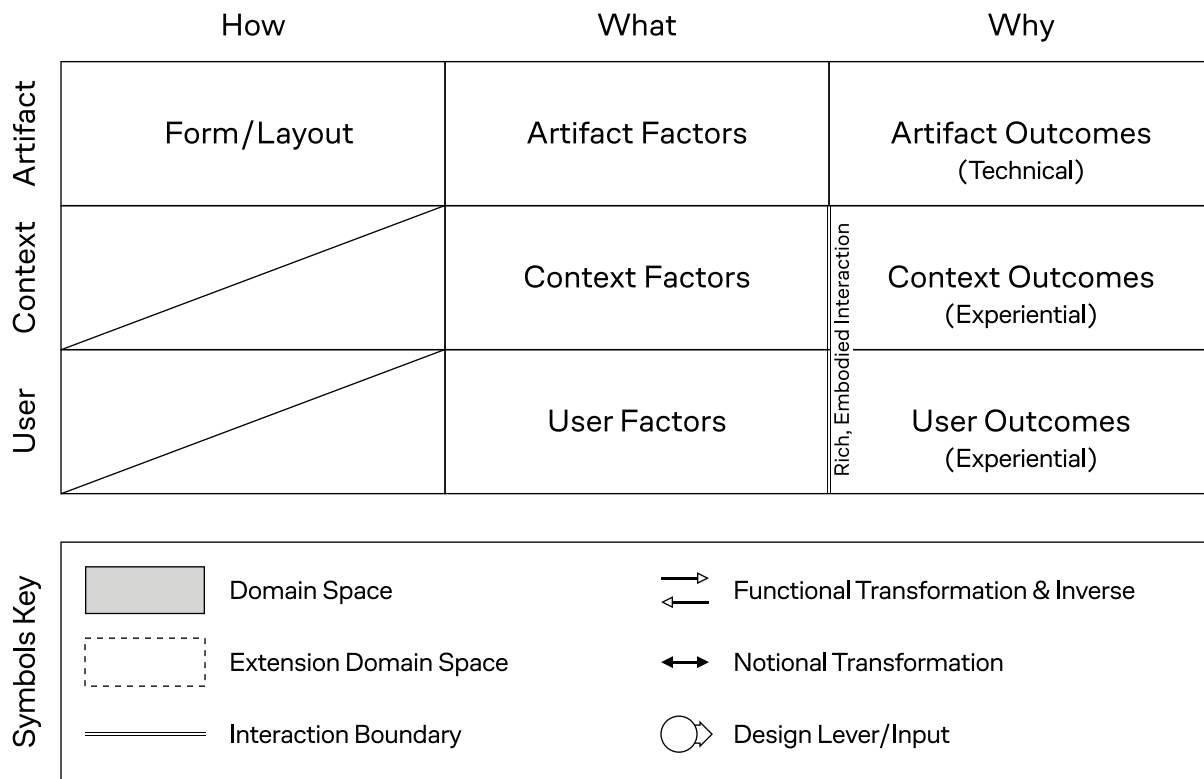 How
What
Why
Artifact
Form/Layout
Artifact Factors
Artifact Outcomes
(Technical)
Context
Context Factors
Rich, Embodied Interaction
Context Outcomes
(Experiential)
User
User Factors
User Outcomes
(Experiential)
Symbols Key
Domain Space
Functional Transformation & Inverse
Extension Domain Space
Notional Transformation
Interaction Boundary
Design Lever/Input